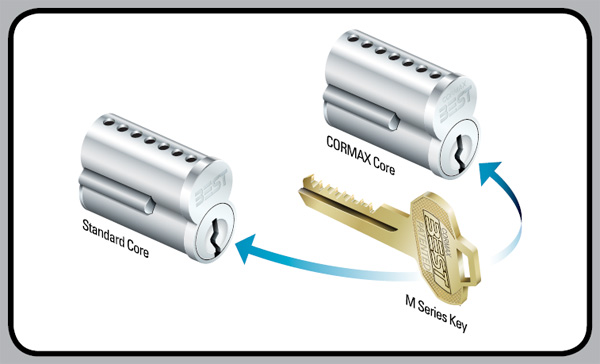 BEST
CORMAX Core
BEST
Standard Core
BEST
M Series Key